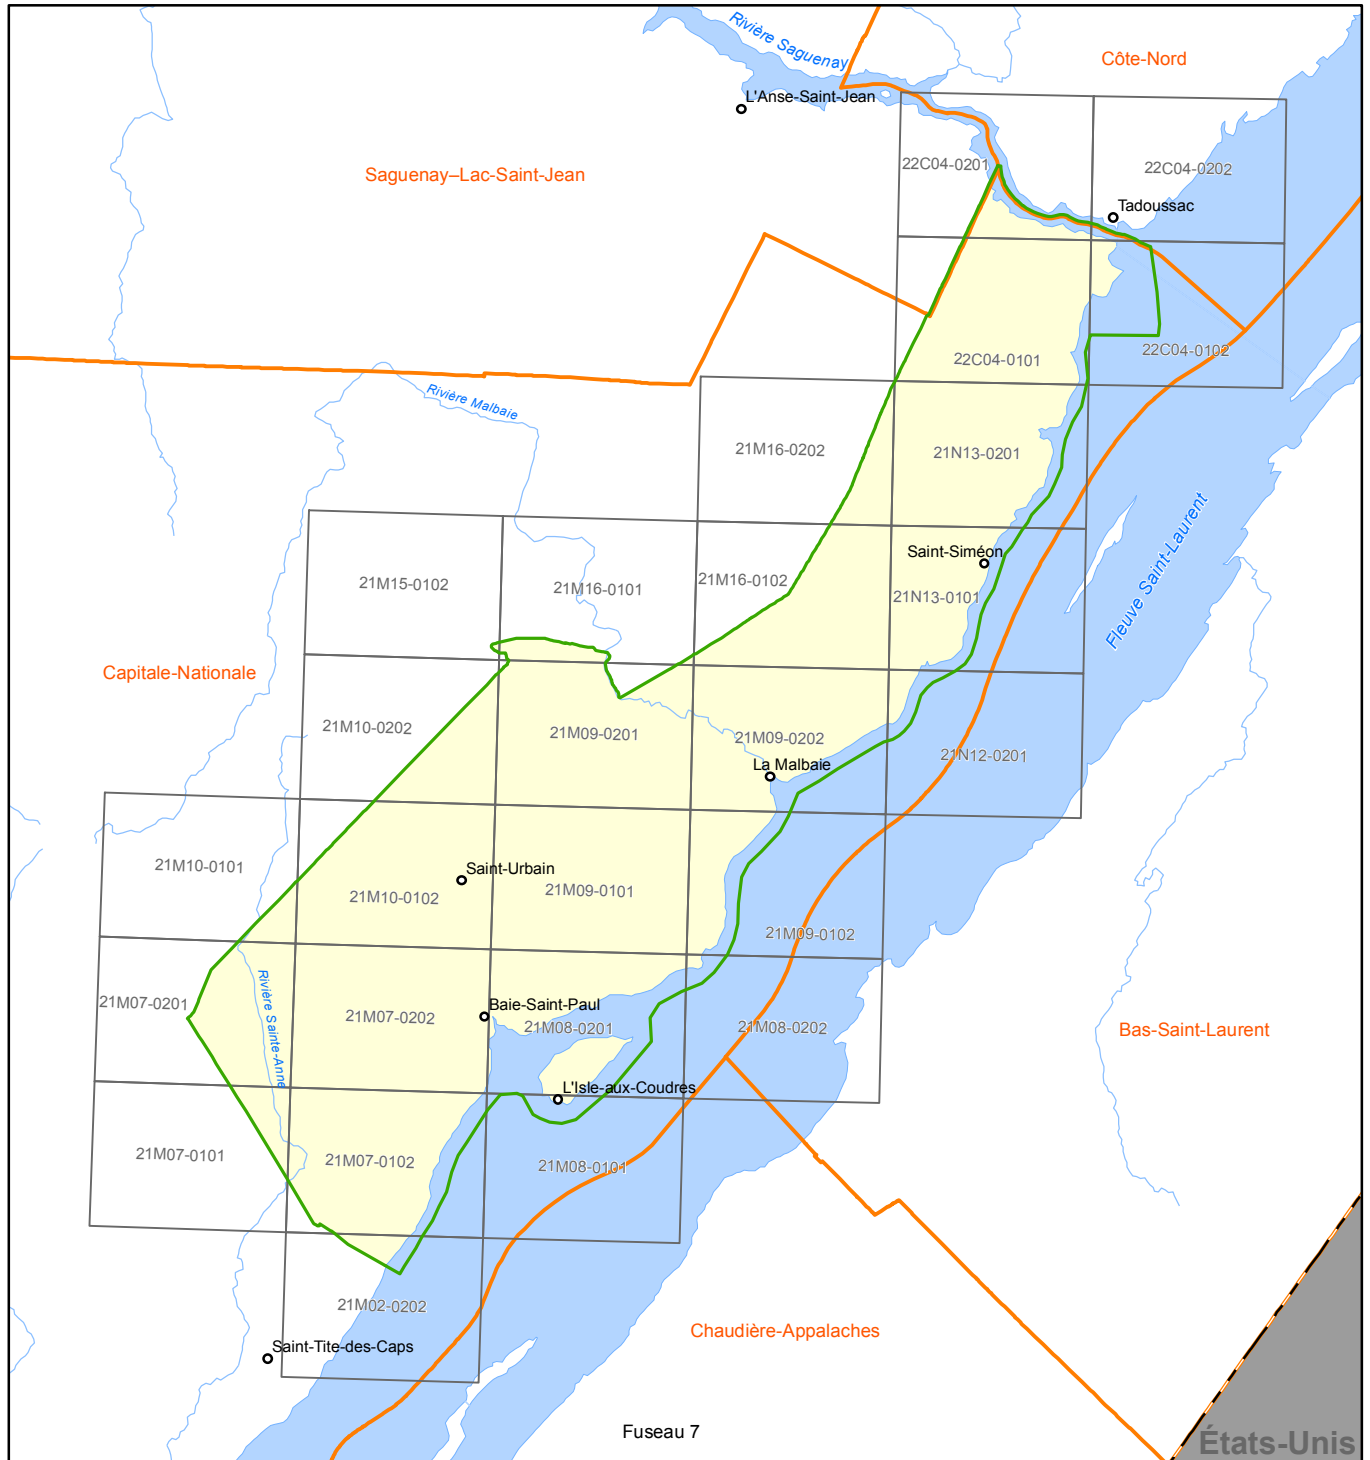 Rivière Saguenay
Côte-Nord
L'Anse-Saint-Jean
22C04-0201
22C04-0202
Saguenay–Lac-Saint-Jean
Tadoussac
22C04-0101
22C04-0102
Rivière Malbaie
21M16-0202
21N13-0201
Fleuve Saint-Laurent
Saint-Siméon
21M15-0102
21M16-0101
21M16-0102
21N13-0101
Capitale-Nationale
21M10-0202
21M09-0201
21M09-0202
21N12-0201
La Malbaie
21M10-0101
Saint-Urbain
21M10-0102
21M09-0101
21M09-0102
Rivière Sainte-Anne
21M07-0201
21M07-0202
Baie-Saint-Paul
21M08-0201
21M08-0202
Bas-Saint-Laurent
L'Isle-aux-Coudres
21M07-0101
21M07-0102
21M08-0101
21M02-0202
Chaudière-Appalaches
Saint-Tite-des-Caps
Fuseau 7
États-Unis